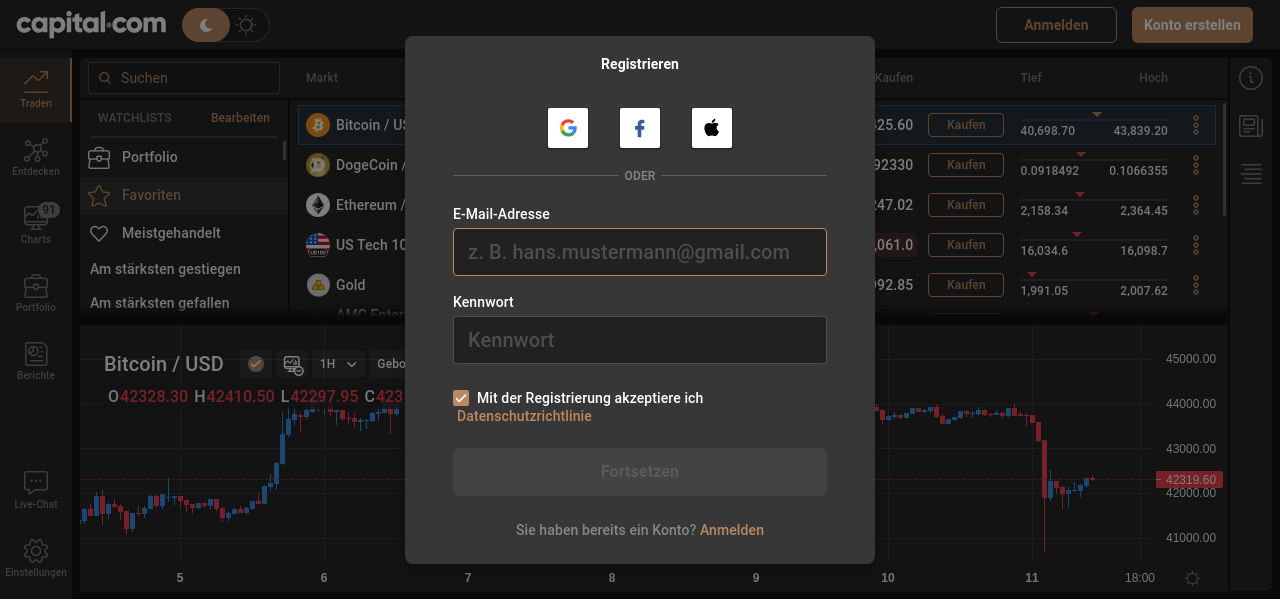 capital.com
Anmelden
Konto erstellen
Registrieren
ODER
E-Mail-Adresse
z. B. hans.mustermann@gmail.com
Kennwort
Kennwort
Mit der Registrierung akzeptiere ich
Datenschutzrichtlinie
Fortsetzen
Sie haben bereits ein Konto? Anmelden
Traden
Entdecken
91
Charts
Portfolio
Berichte
Live-Chat
Einstellungen
Suchen
WATCHLISTS Bearbeiten
Portfolio
Favoriten
Meistgehandelt
Am stärksten gestiegen
Am stärksten gefallen
Markt Kaufen Tief Hoch
Bitcoin / US 25.60 Kaufen 40,698.70 43,839.20
DogeCoin / 92330 Kaufen 0.0918492 0.1066355
Ethereum / 247.02 Kaufen 2,158.34 2,364.45
US100 US Tech 10 ,061.0 Kaufen 16,034.6 16,098.7
Gold 992.85 Kaufen 1,991.05 2,007.62
Bitcoin / USD 1H Gebo
O42328.30 H42410.50 L42297.95 C423
45000.00
44000.00
43000.00
42319.60
42000.00
41000.00
5 6 7 8 9 10 11 18:00